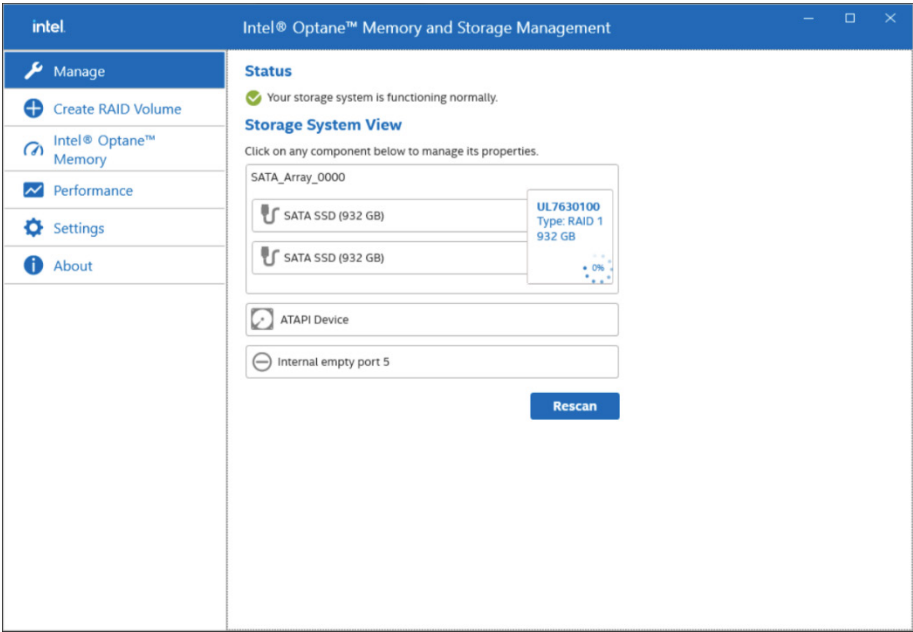 intel.
Intel® Optane™ Memory and Storage Management
Manage
Create RAID Volume
Intel® Optane™
Memory
Performance
Settings
About
Status
Your storage system is functioning normally.
Storage System View
Click on any component below to manage its properties.
SATA_Array_0000
SATA SSD (932 GB)
SATA SSD (932 GB)
UL7630100
Type: RAID 1
932 GB
0%
ATAPI Device
Internal empty port 5
Rescan